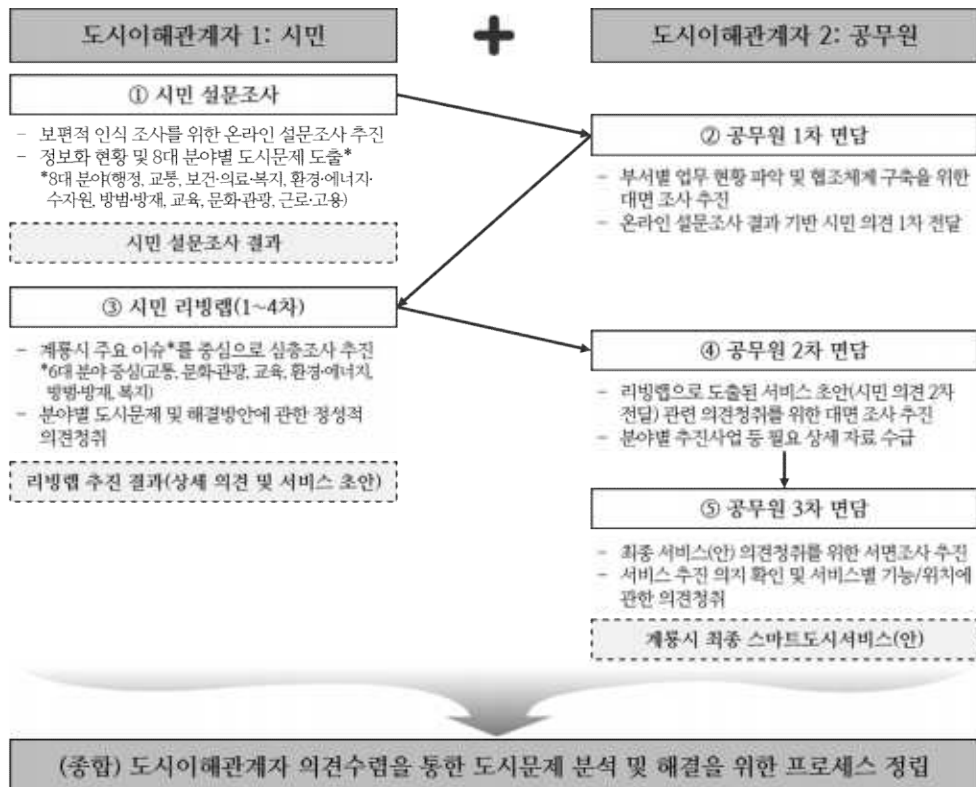 도시이해관계자 1: 시민
도시이해관계자 2: 공무원
① 시민 설문조사
- 보편적 인식 조사를 위한 온라인 설문조사 추진
- 정보화 현황 및 8대 분야별 도시문제 도출*
*8대 분야(행정, 교통, 보건·의료·복지, 환경·에너지·
수자원, 방범·방재, 교육, 문화·관광, 근로·고용)
시민 설문조사 결과
② 공무원 1차 면담
- 부서별 업무 현황 파악 및 협조체계 구축을 위한
대면 조사 추진
- 온라인 설문조사 결과 기반 시민 의견 1차 전달
③ 시민 리빙랩(1~4차)
- 계룡시 주요 이슈*를 중심으로 심층조사 추진
*6대 분야 중심(교통, 문화·관광, 교육, 환경·에너지,
방범·방재, 복지)
- 분야별 도시문제 및 해결방안에 관한 정성적
의견청취
리빙랩 추진 결과(상세 의견 및 서비스 초안)
④ 공무원 2차 면담
- 리빙랩으로 도출된 서비스 초안(시민 의견 2차
전달) 관련 의견청취를 위한 대면 조사 추진
- 분야별 추진사업 등 필요 상세 자료 수급
⑤ 공무원 3차 면담
- 최종 서비스(안) 의견청취를 위한 서면조사 추진
- 서비스 추진 의지 확인 및 서비스별 기능/위치에
관한 의견청취
계룡시 최종 스마트도시서비스(안)
(종합) 도시이해관계자 의견수렴을 통한 도시문제 분석 및 해결을 위한 프로세스 정립